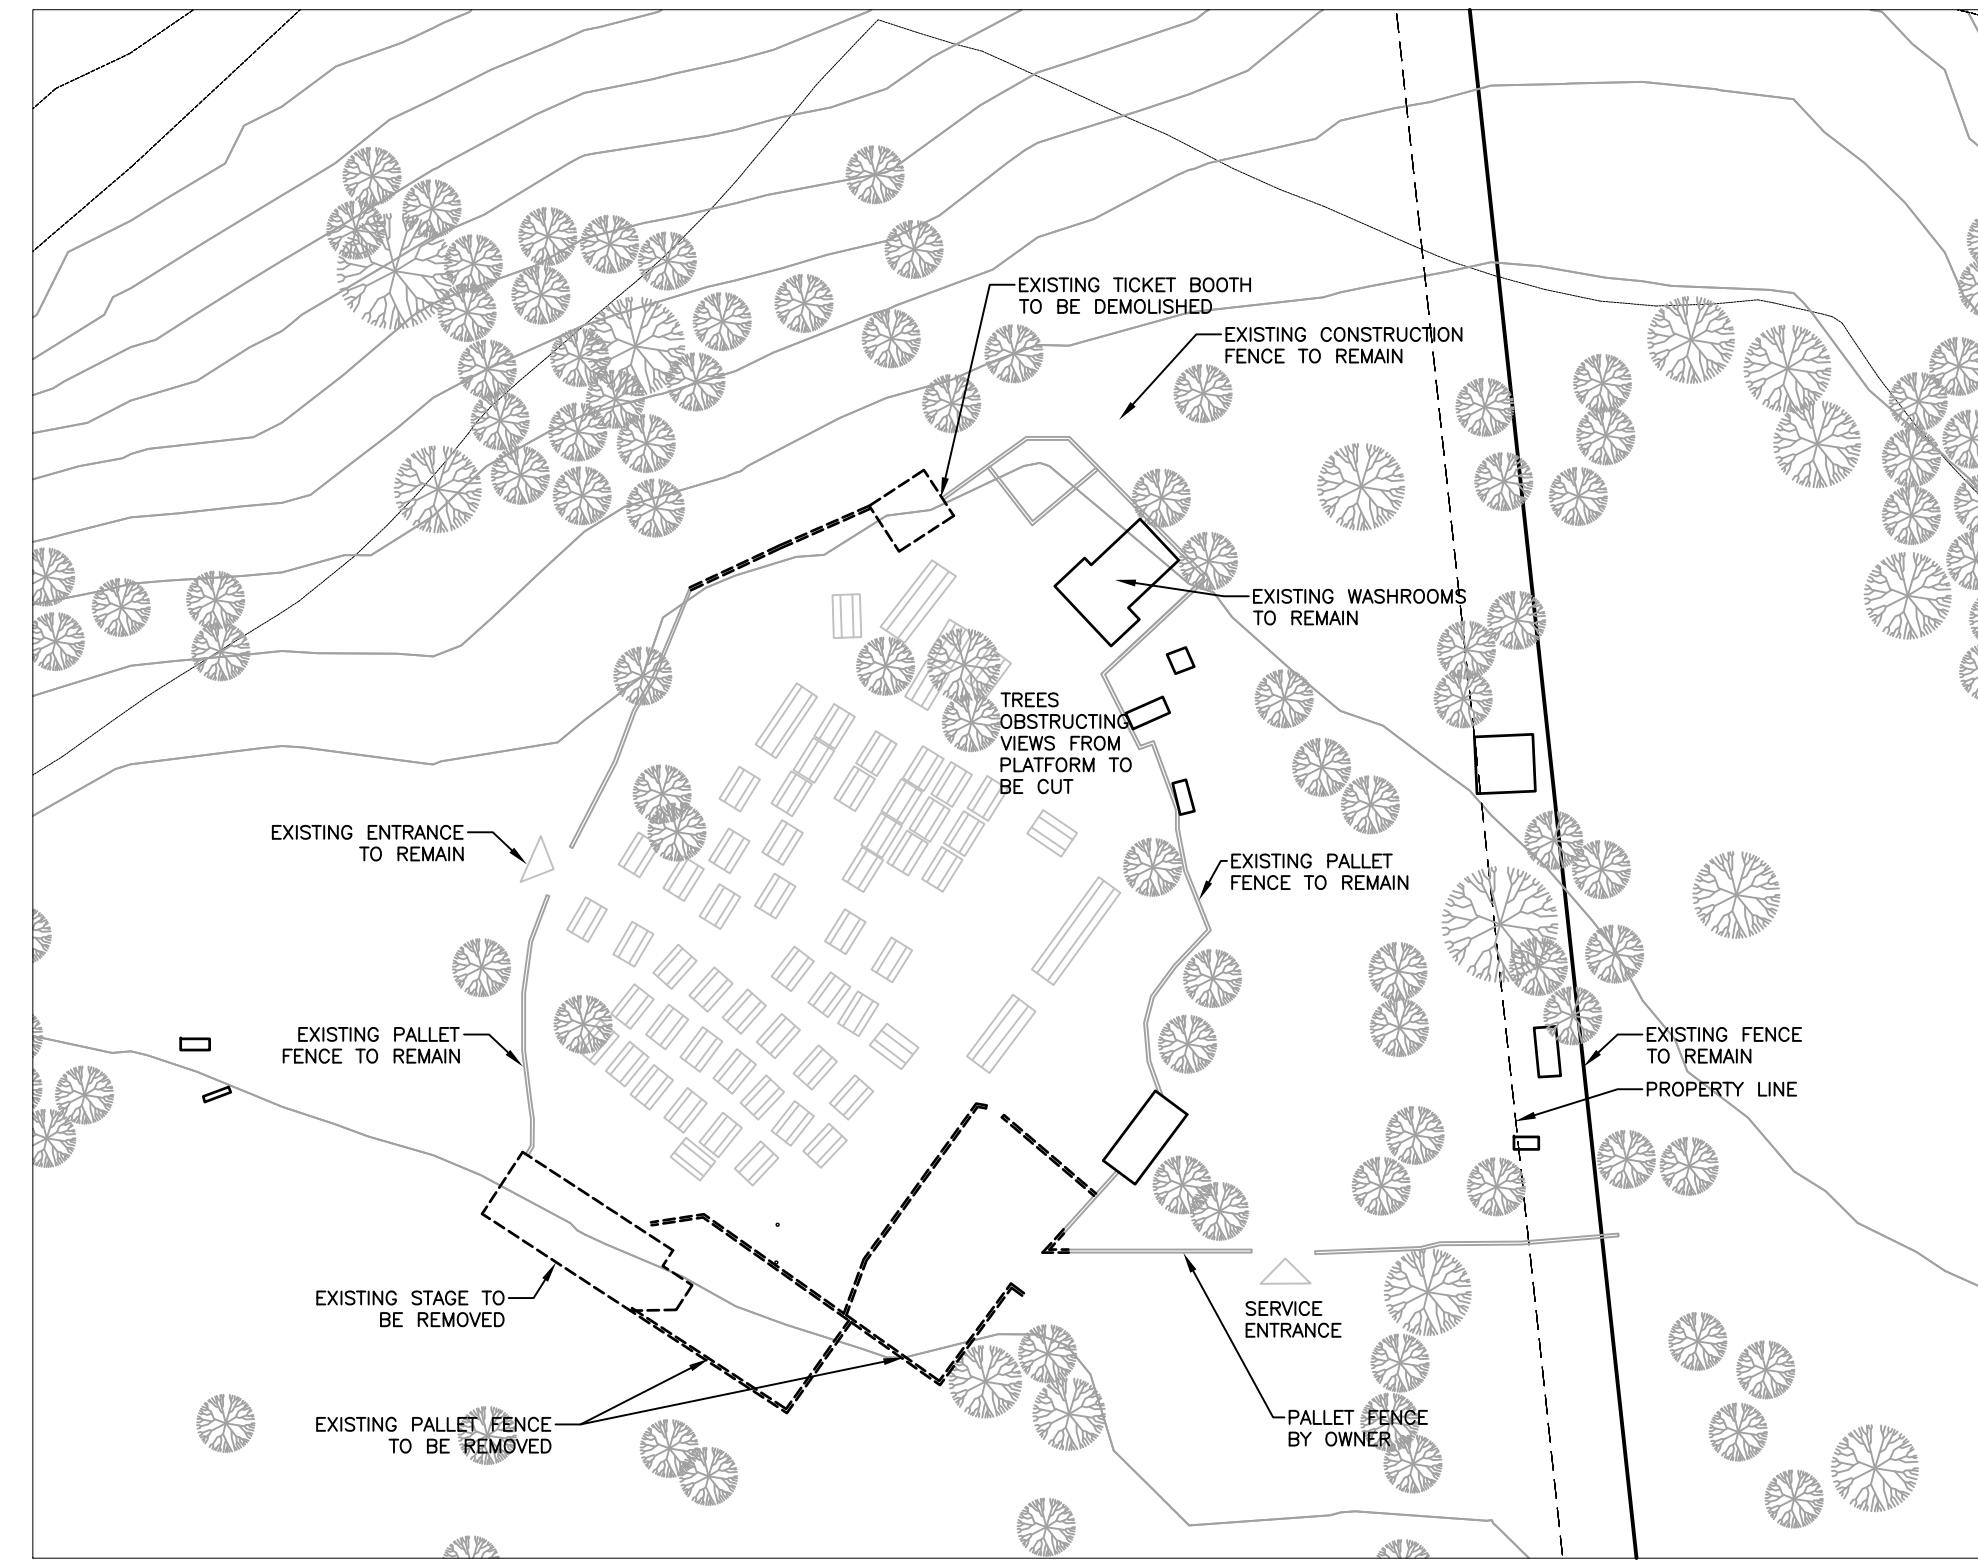 EXISTING TICKET BOOTH
TO BE DEMOLISHED
EXISTING CONSTRUCTION
FENCE TO REMAIN
EXISTING WASHROOMS
TO REMAIN
TREES
OBSTRUCTING
VIEWS FROM
PLATFORM TO
BE CUT
EXISTING ENTRANCE
TO REMAIN
EXISTING PALLET
FENCE TO REMAIN
EXISTING PALLET
FENCE TO REMAIN
EXISTING FENCE
TO REMAIN
PROPERTY LINE
EXISTING STAGE TO
BE REMOVED
SERVICE
ENTRANCE
EXISTING PALLET FENCE
TO BE REMOVED
PALLET FENCE
BY OWNER